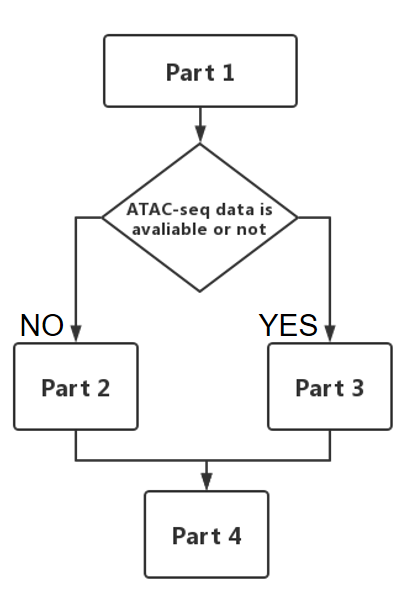 Part 1
ATAC-seq data is
avaliable or not
NO
YES
Part 2
Part 3
Part 4